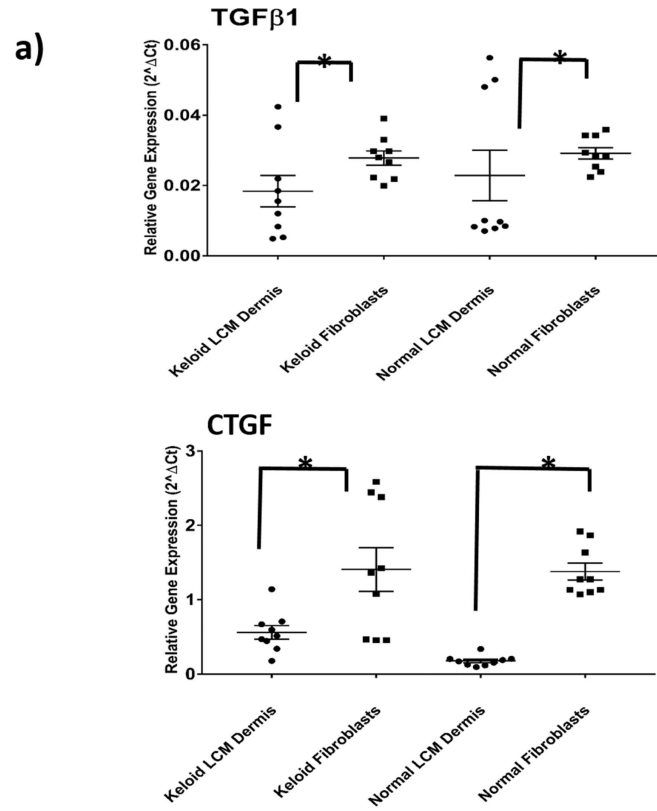 a)
TGFβ1
Relative Gene Expression (2^ΔCt)
0.06
0.04
0.02
0.00
*
*
Keloid LCM Dermis
Keloid Fibroblasts
Normal LCM Dermis
Normal Fibroblasts
CTGF
Relative Gene Expression (2^ΔCt)
3
2
1
0
*
*
Keloid LCM Dermis
Keloid Fibroblasts
Normal LCM Dermis
Normal Fibroblasts